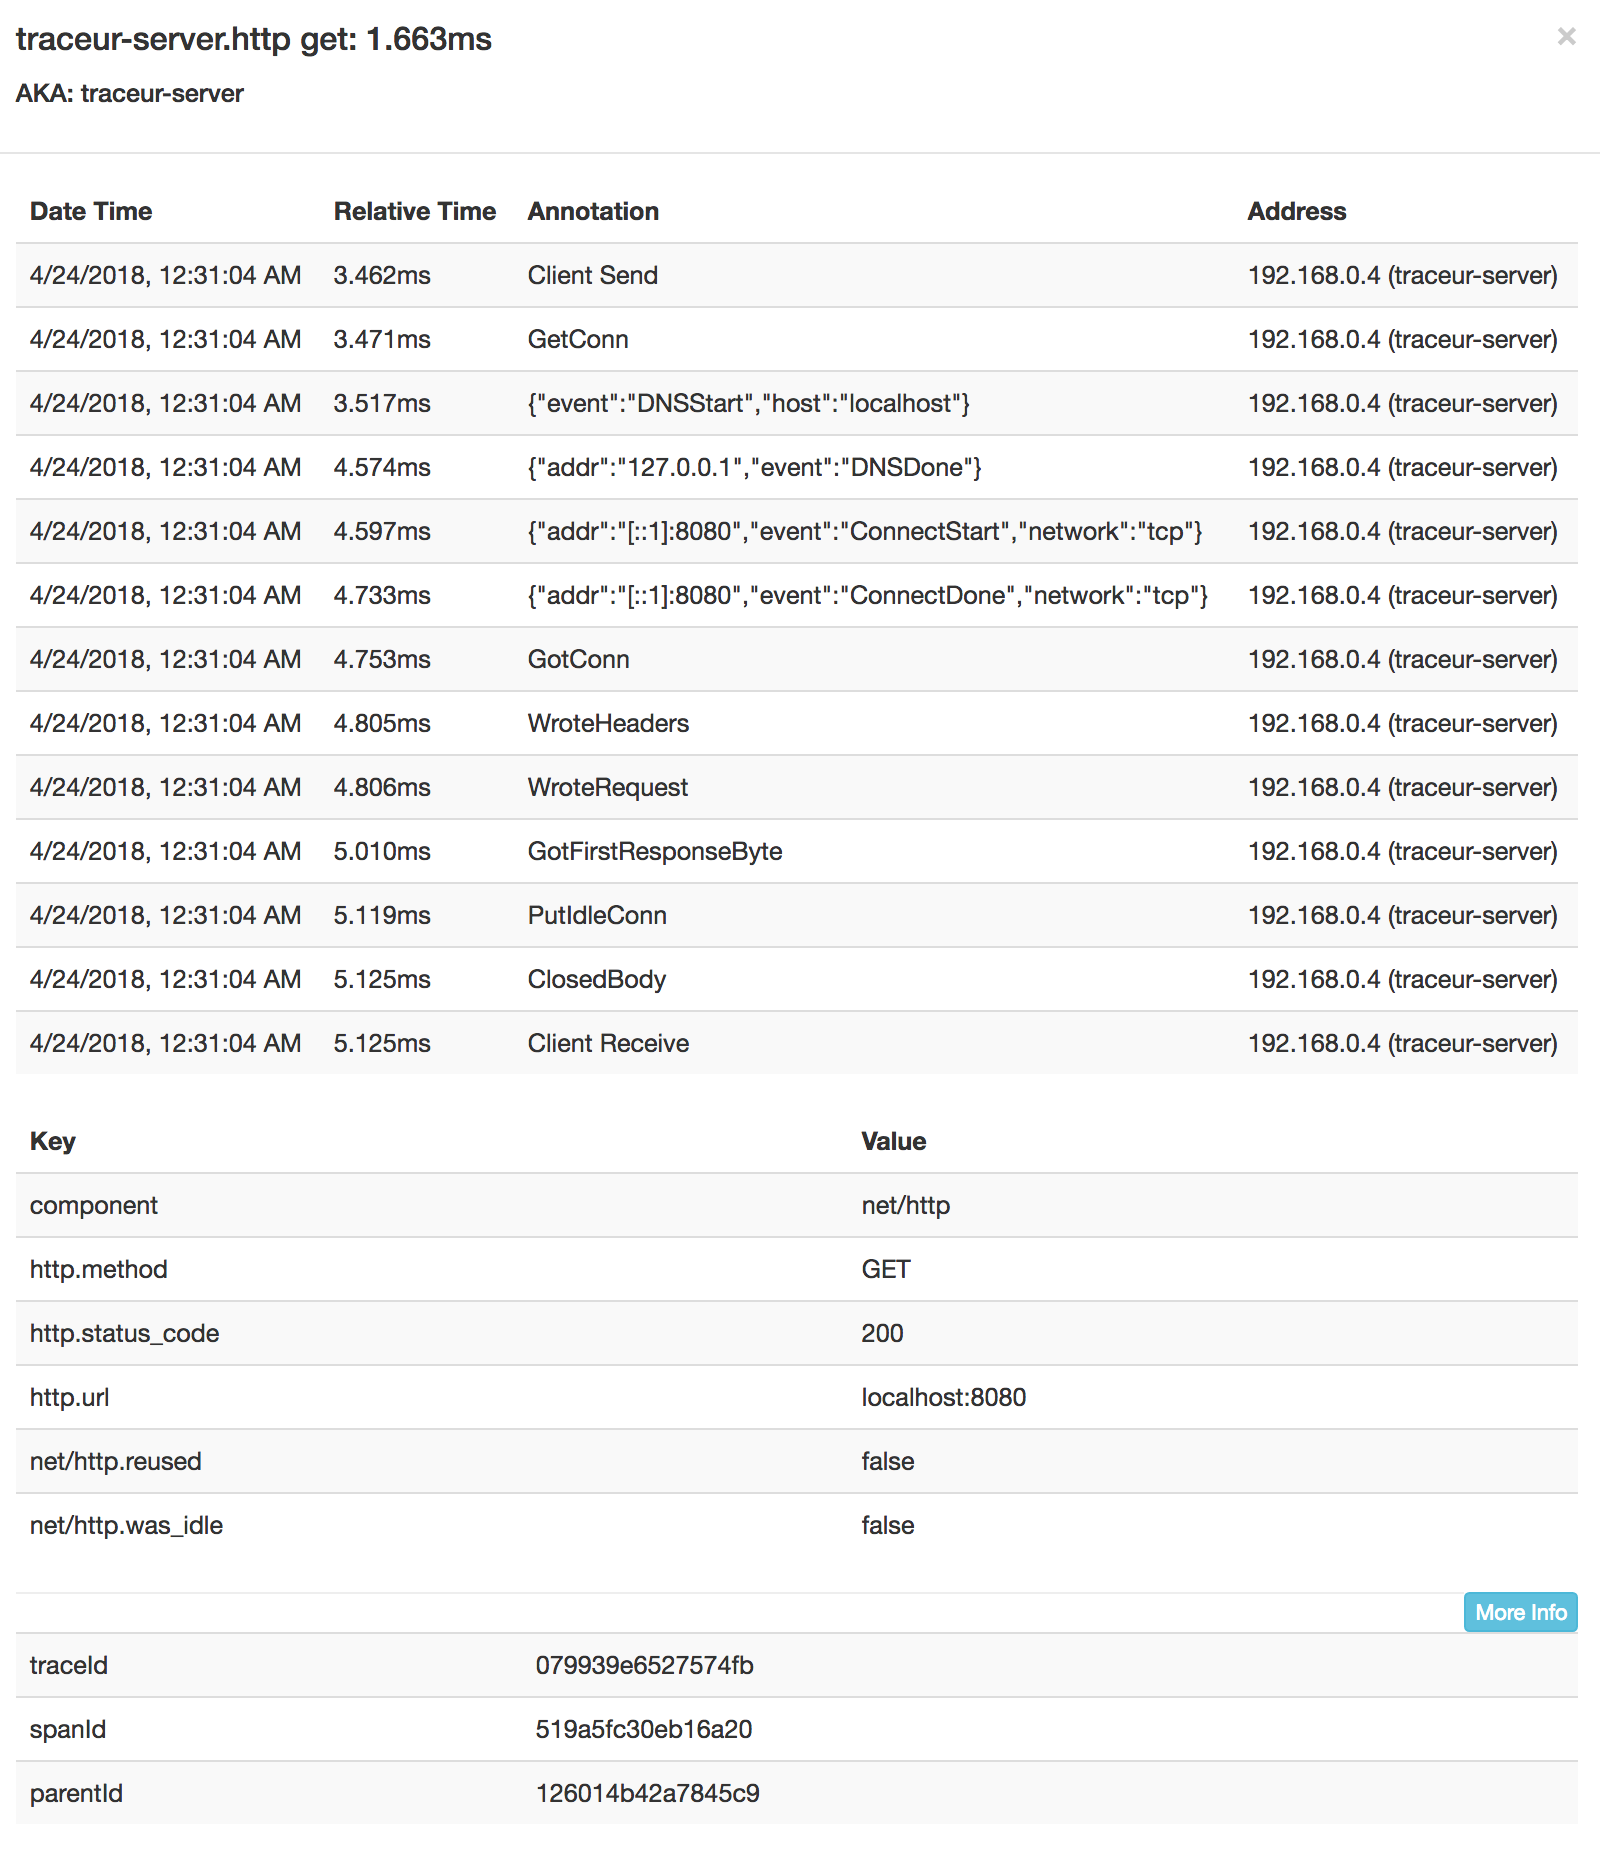 traceur-server.http get: 1.663ms ×
AKA: traceur-server
Date Time Relative Time Annotation Address
4/24/2018, 12:31:04 AM 3.462ms Client Send 192.168.0.4 (traceur-server)
4/24/2018, 12:31:04 AM 3.471ms GetConn 192.168.0.4 (traceur-server)
4/24/2018, 12:31:04 AM 3.517ms {"event":"DNSStart","host":"localhost"} 192.168.0.4 (traceur-server)
4/24/2018, 12:31:04 AM 4.574ms {"addr":"127.0.0.1","event":"DNSDone"} 192.168.0.4 (traceur-server)
4/24/2018, 12:31:04 AM 4.597ms {"addr":"[::1]:8080","event":"ConnectStart","network":"tcp"} 192.168.0.4 (traceur-server)
4/24/2018, 12:31:04 AM 4.733ms {"addr":"[::1]:8080","event":"ConnectDone","network":"tcp"} 192.168.0.4 (traceur-server)
4/24/2018, 12:31:04 AM 4.753ms GotConn 192.168.0.4 (traceur-server)
4/24/2018, 12:31:04 AM 4.805ms WroteHeaders 192.168.0.4 (traceur-server)
4/24/2018, 12:31:04 AM 4.806ms WroteRequest 192.168.0.4 (traceur-server)
4/24/2018, 12:31:04 AM 5.010ms GotFirstResponseByte 192.168.0.4 (traceur-server)
4/24/2018, 12:31:04 AM 5.119ms PutIdleConn 192.168.0.4 (traceur-server)
4/24/2018, 12:31:04 AM 5.125ms ClosedBody 192.168.0.4 (traceur-server)
4/24/2018, 12:31:04 AM 5.125ms Client Receive 192.168.0.4 (traceur-server)
Key Value
component net/http
http.method GET
http.status_code 200
http.url localhost:8080
net/http.reused false
net/http.was_idle false
More Info
traceId 079939e6527574fb
spanId 519a5fc30eb16a20
parentId 126014b42a7845c9